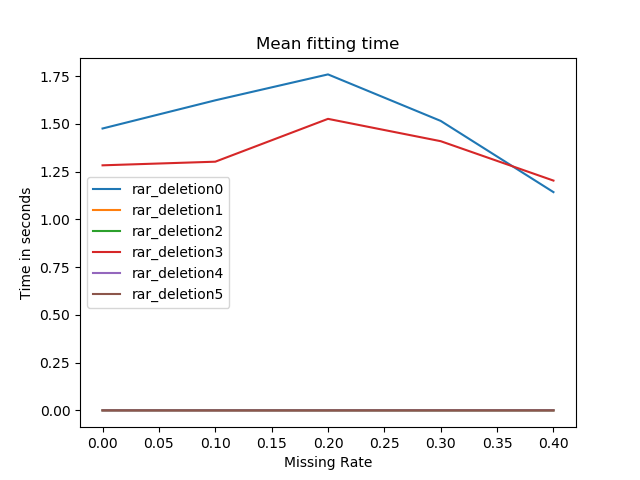 Mean fitting time
Time in seconds
1.75
1.50
1.25
1.00
0.75
0.50
0.25
0.00
rar_deletion0
rar_deletion1
rar_deletion2
rar_deletion3
rar_deletion4
rar_deletion5
0.00 0.05 0.10 0.15 0.20 0.25 0.30 0.35 0.40
Missing Rate